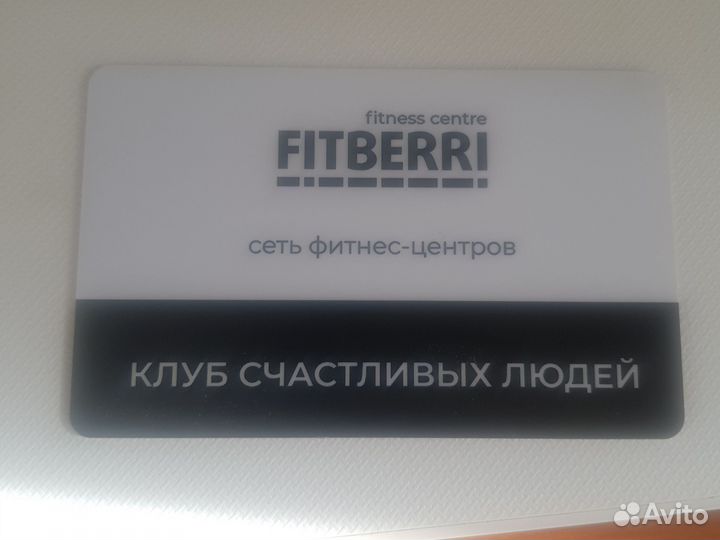 fitness centre
FITBERRI
сеть фитнес-центров
КЛУБ СЧАСТЛИВЫХ ЛЮДЕЙ
Avito